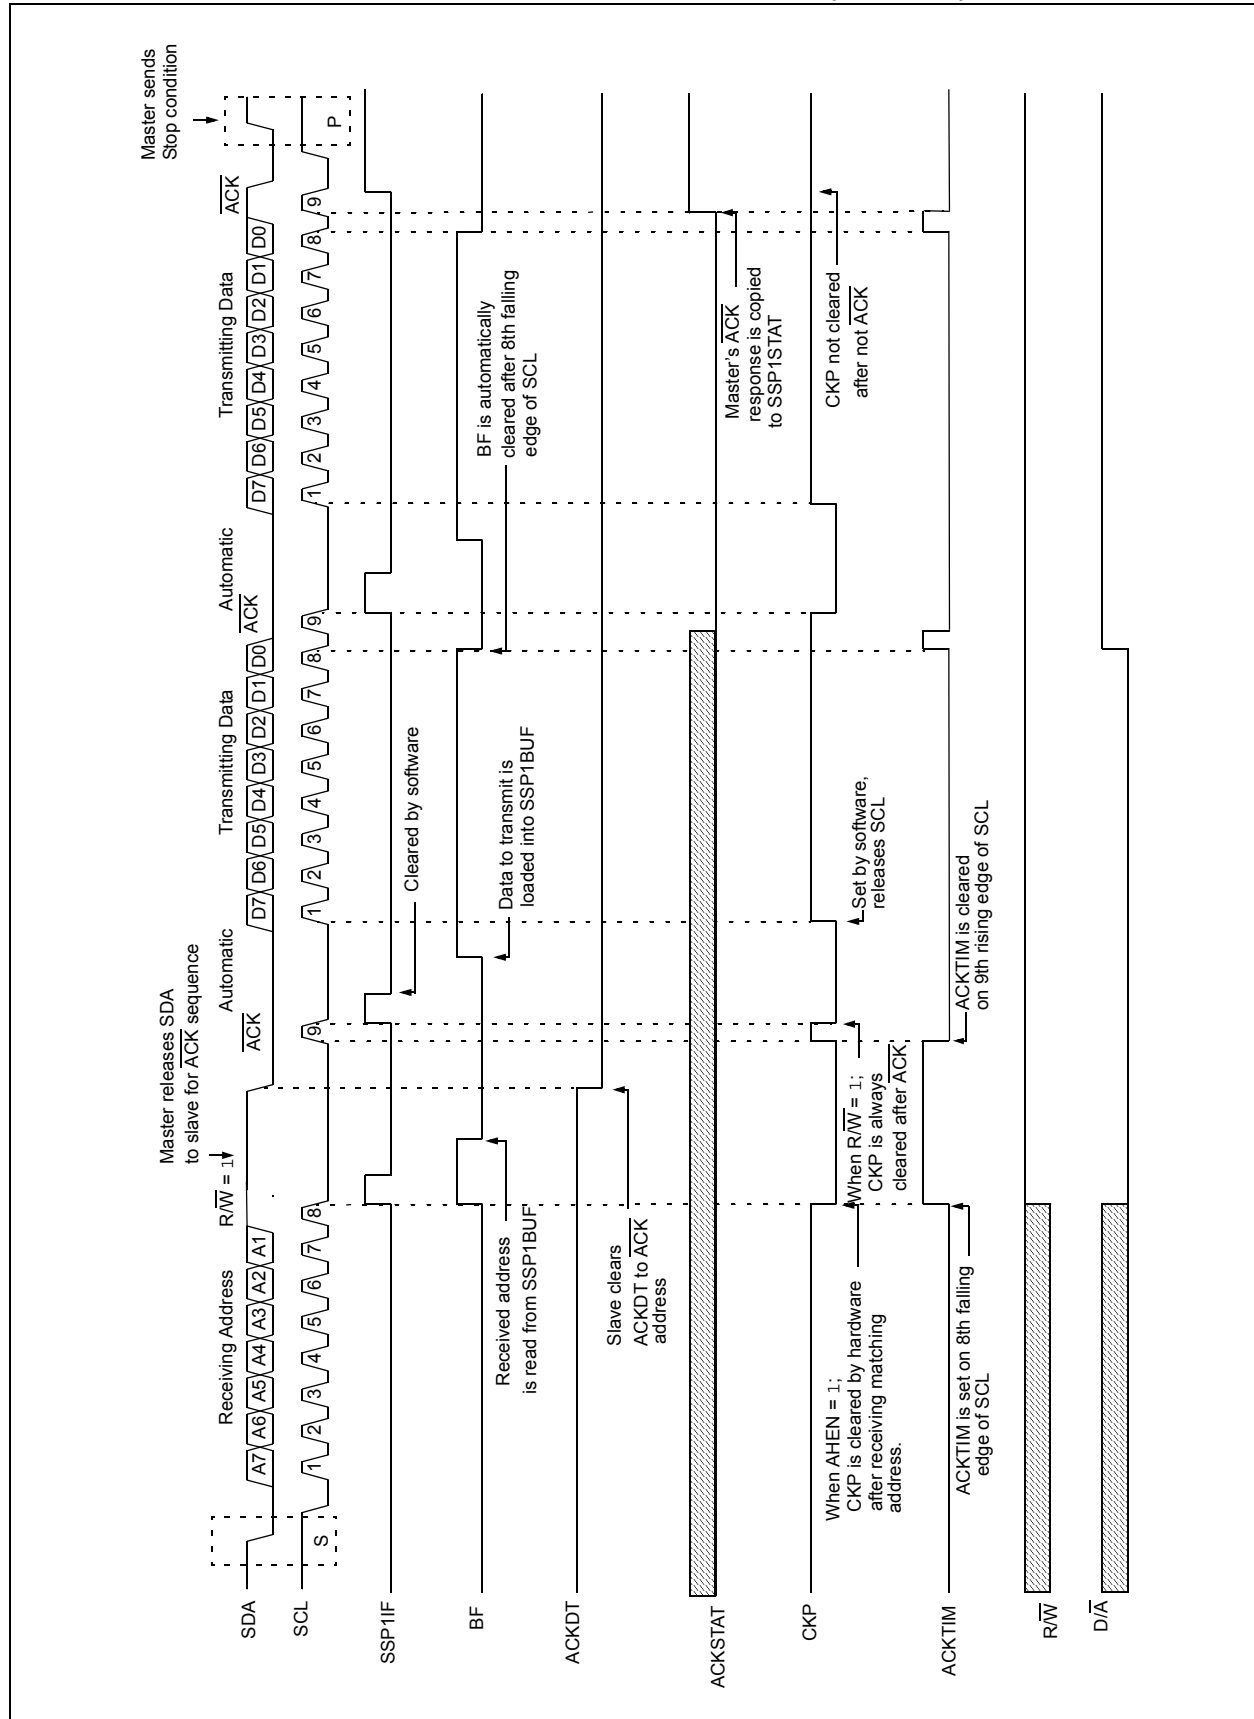 Master sends
Stop condition
Master releases SDA
to slave for ACK sequence
Receiving Address
R/W = 1
Automatic
Transmitting Data
Automatic
Transmitting Data
ACK
ACK
ACK
SDA
A7 A6 A5 A4 A3 A2 A1
D7 D6 D5 D4 D3 D2 D1 D0
D7 D6 D5 D4 D3 D2 D1 D0
SCL
S
1 2 3 4 5 6 7 8 9
1 2 3 4 5 6 7 8 9
1 2 3 4 5 6 7 8 9
P
SSP1IF
Cleared by software
BF
Received address
is read from SSP1BUF
Data to transmit is
loaded into SSP1BUF
BF is automatically
cleared after 8th falling
edge of SCL
ACKDT
Slave clears
ACKDT to ACK
address
ACKSTAT
Master's ACK
response is copied
to SSP1STAT
CKP
When AHEN = 1;
CKP is cleared by hardware
after receiving matching
address.
When R/W = 1;
CKP is always
cleared after ACK
Set by software,
releases SCL
CKP not cleared
after not ACK
ACKTIM
ACKTIM is set on 8th falling
edge of SCL
ACKTIM is cleared
on 9th rising edge of SCL
R/W
D/A